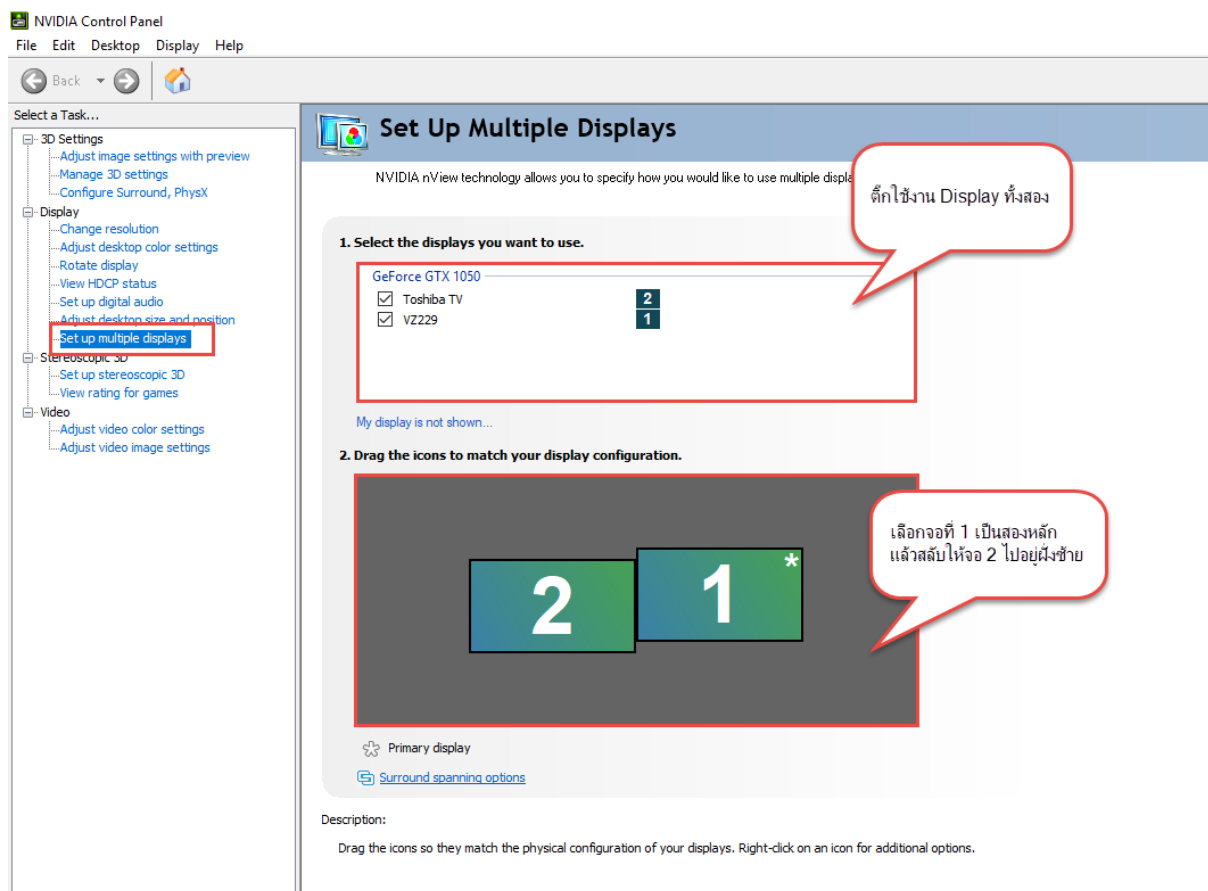 NVIDIA Control Panel
File Edit Desktop Display Help
Back
Select a Task...
3D Settings
Adjust image settings with preview
Manage 3D settings
Configure Surround, PhysX
Display
Change resolution
Adjust desktop color settings
Rotate display
View HDCP status
Set up digital audio
Adjust desktop size and position
Set up multiple displays
Stereoscopic 3D
Set up stereoscopic 3D
View rating for games
Video
Adjust video color settings
Adjust video image settings
Set Up Multiple Displays
NVIDIA nView technology allows you to specify how you would like to use multiple
ติ๊กใช้งาน Display ทั้งสอง
1. Select the displays you want to use.
GeForce GTX 1050
Toshiba TV 2
VZ229 1
My display is not shown...
2. Drag the icons to match your display configuration.
2 1 *
เลือกจอที่ 1 เป็นสองหลัก
แล้วสลับให้จอ 2 ไปอยู่ฝั่งซ้าย
Primary display
Surround spanning options
Description:
Drag the icons so they match the physical configuration of your displays. Right-click on an icon for additional options.